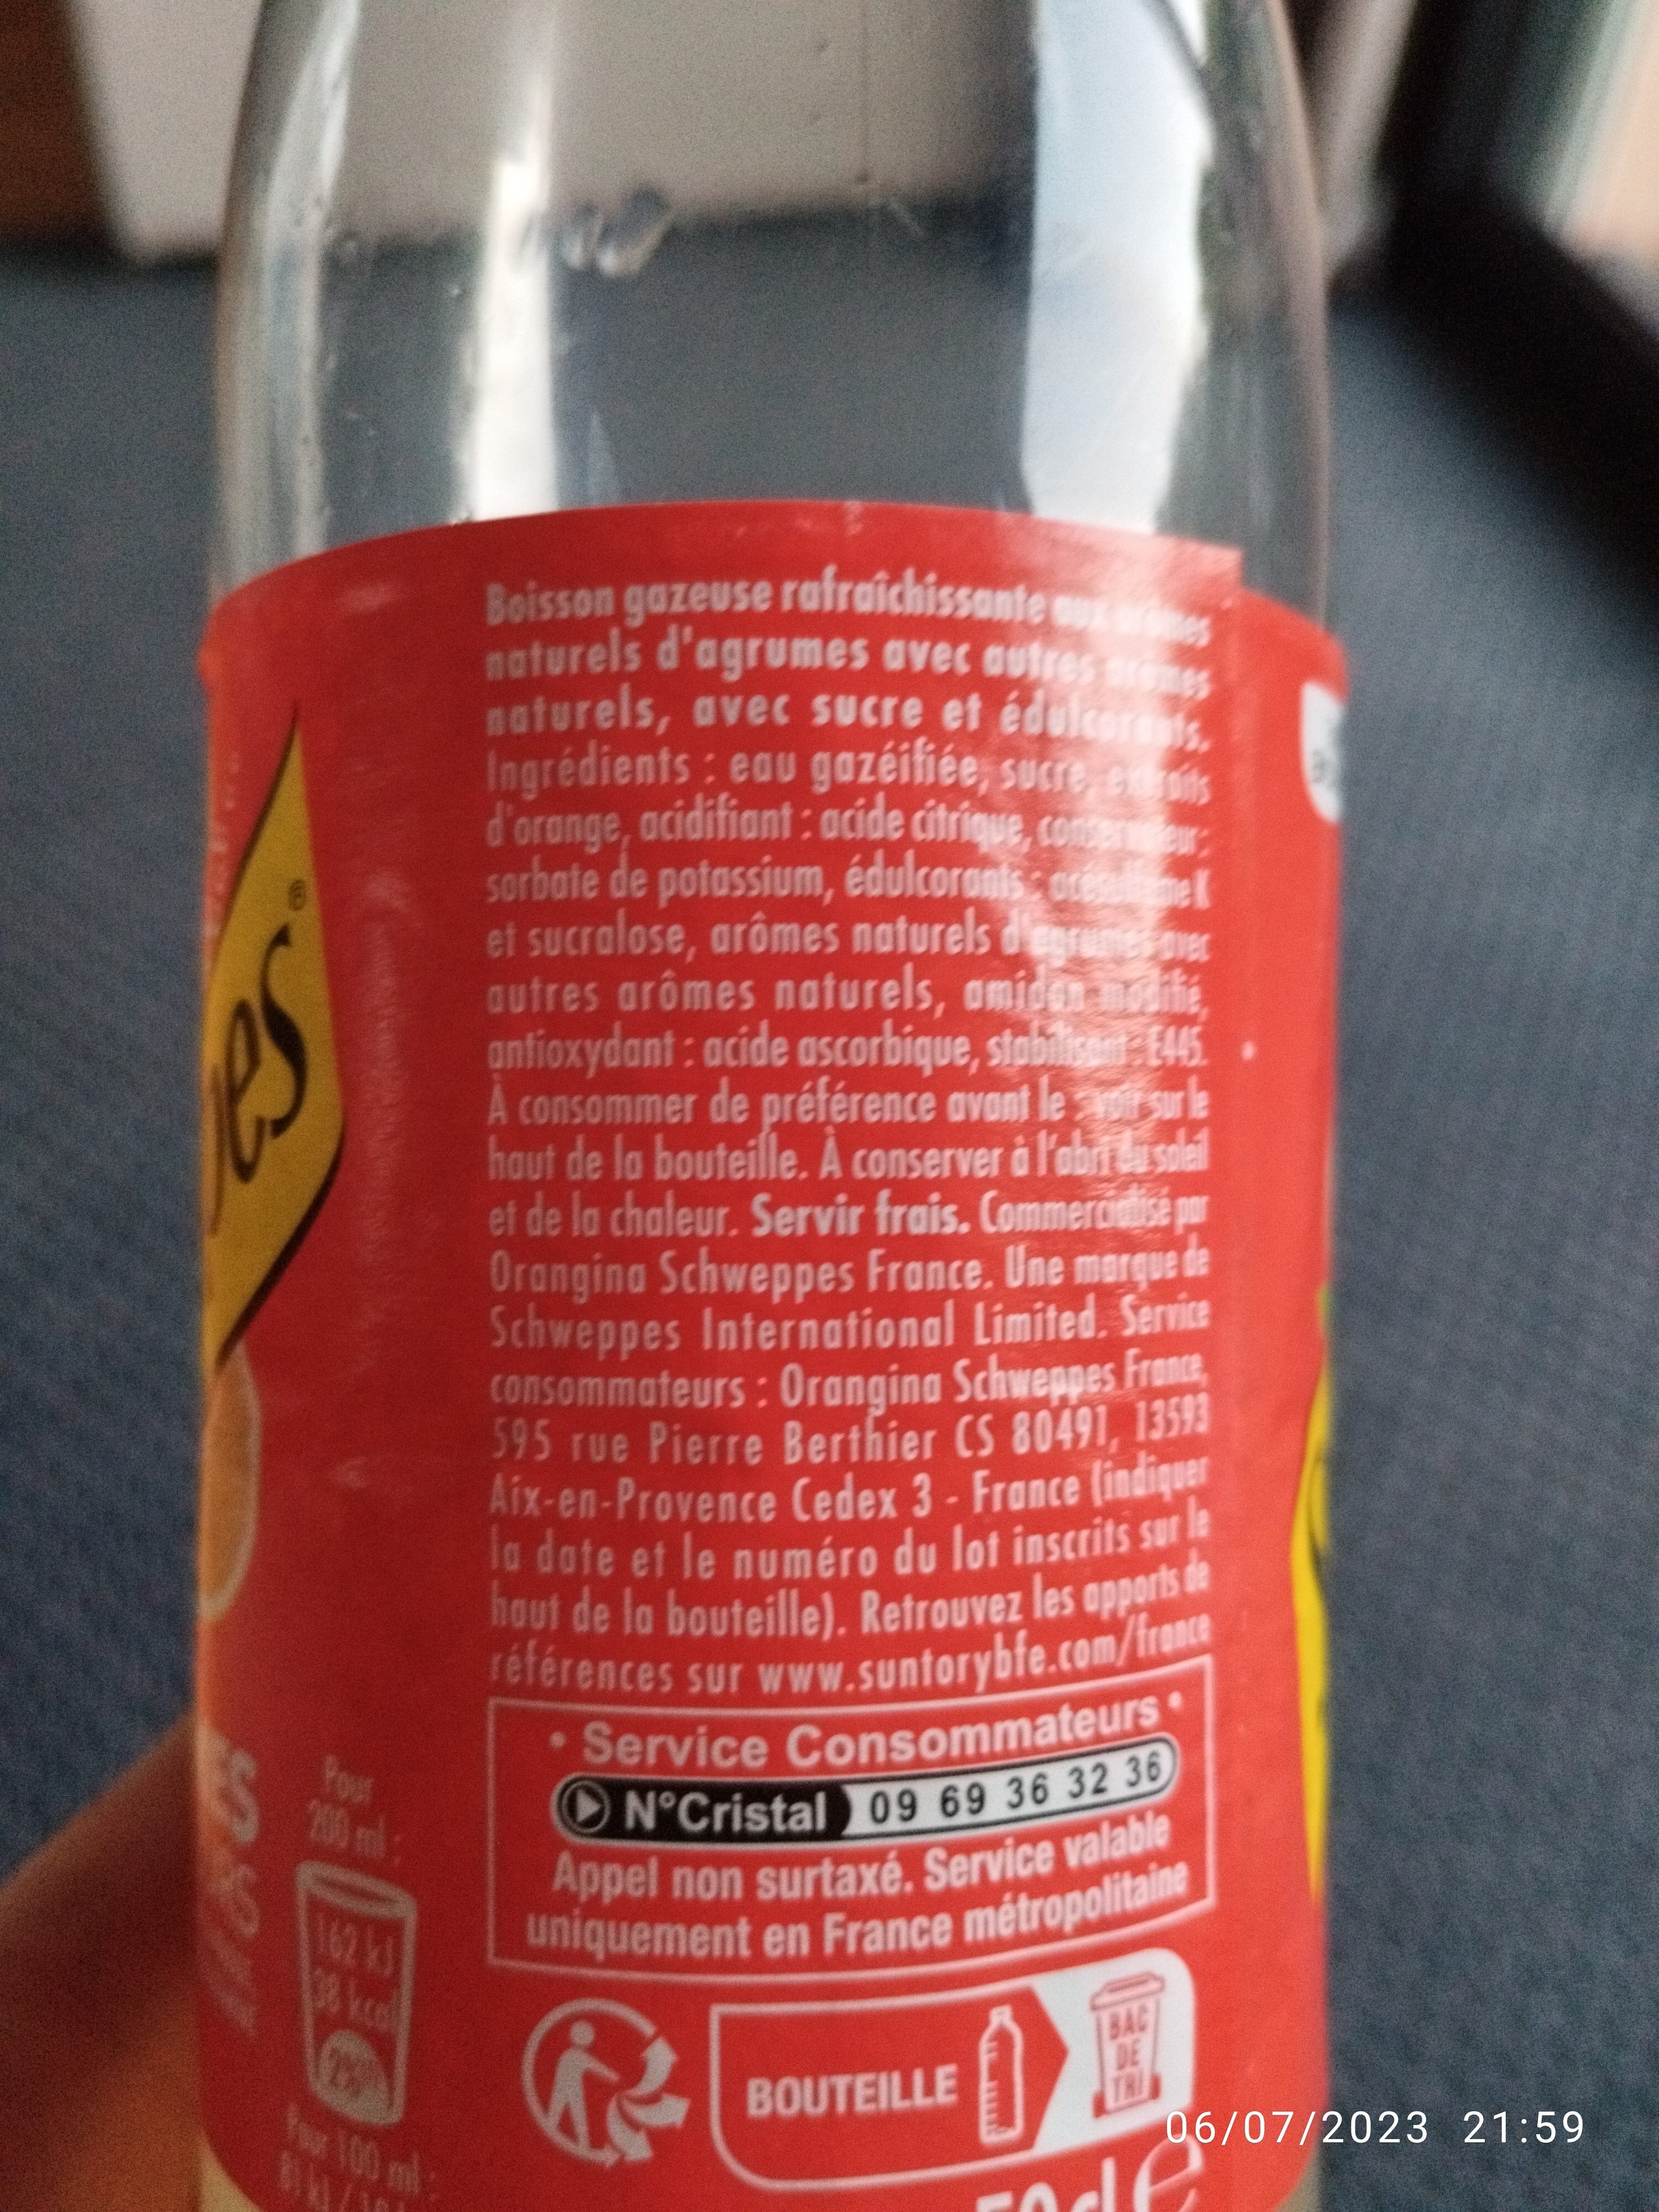 Boisson gazeuse rafraîchissante aux arômes
naturels d'agrumes avec autres arômes
naturels, avec sucre et édulcorants.
Ingrédients : eau gazéifiée, sucre, extraits
d'orange, acidifiant : acide citrique, conservateur :
sorbate de potassium, édulcorants : acésulfame K
et sucralose, arômes naturels d'agrumes avec
autres arômes naturels, amidon modifié,
antioxydant : acide ascorbique, stabilisant : E445.
À consommer de préférence avant le : voir sur le
haut de la bouteille. À conserver à l'abri du soleil
et de la chaleur. Servir frais. Commercialisé par
Orangina Schweppes France. Une marque de
Schweppes International Limited. Service
consommateurs : Orangina Schweppes France,
595 rue Pierre Berthier CS 80491, 13593
Aix-en-Provence Cedex 3 - France (indiquer
la date et le numéro du lot inscrits sur le
haut de la bouteille). Retrouvez les apports de
références sur www.suntorybfe.com/france
• Service Consommateurs •
N°Cristal 09 69 36 32 36
Appel non surtaxé. Service valable
uniquement en France métropolitaine
BOUTEILLE
BAC
DE
TRI
Pour
200 ml :
162 kJ
38 kcal
2%
Pour 100 ml :
81 kJ /
50cl e
pes®
ES
RS
06/07/2023 21:59